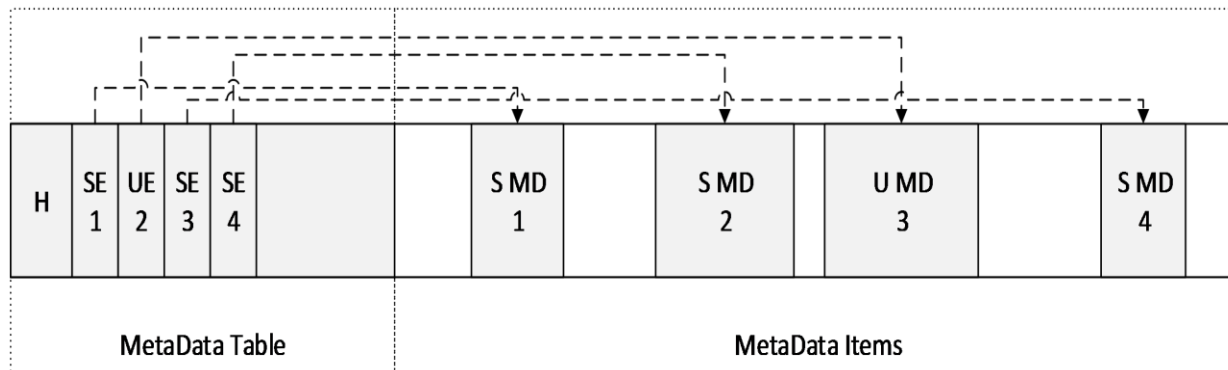 H
SE
1
UE
2
SE
3
SE
4
S MD
1
S MD
2
U MD
3
S MD
4
MetaData Table
MetaData Items